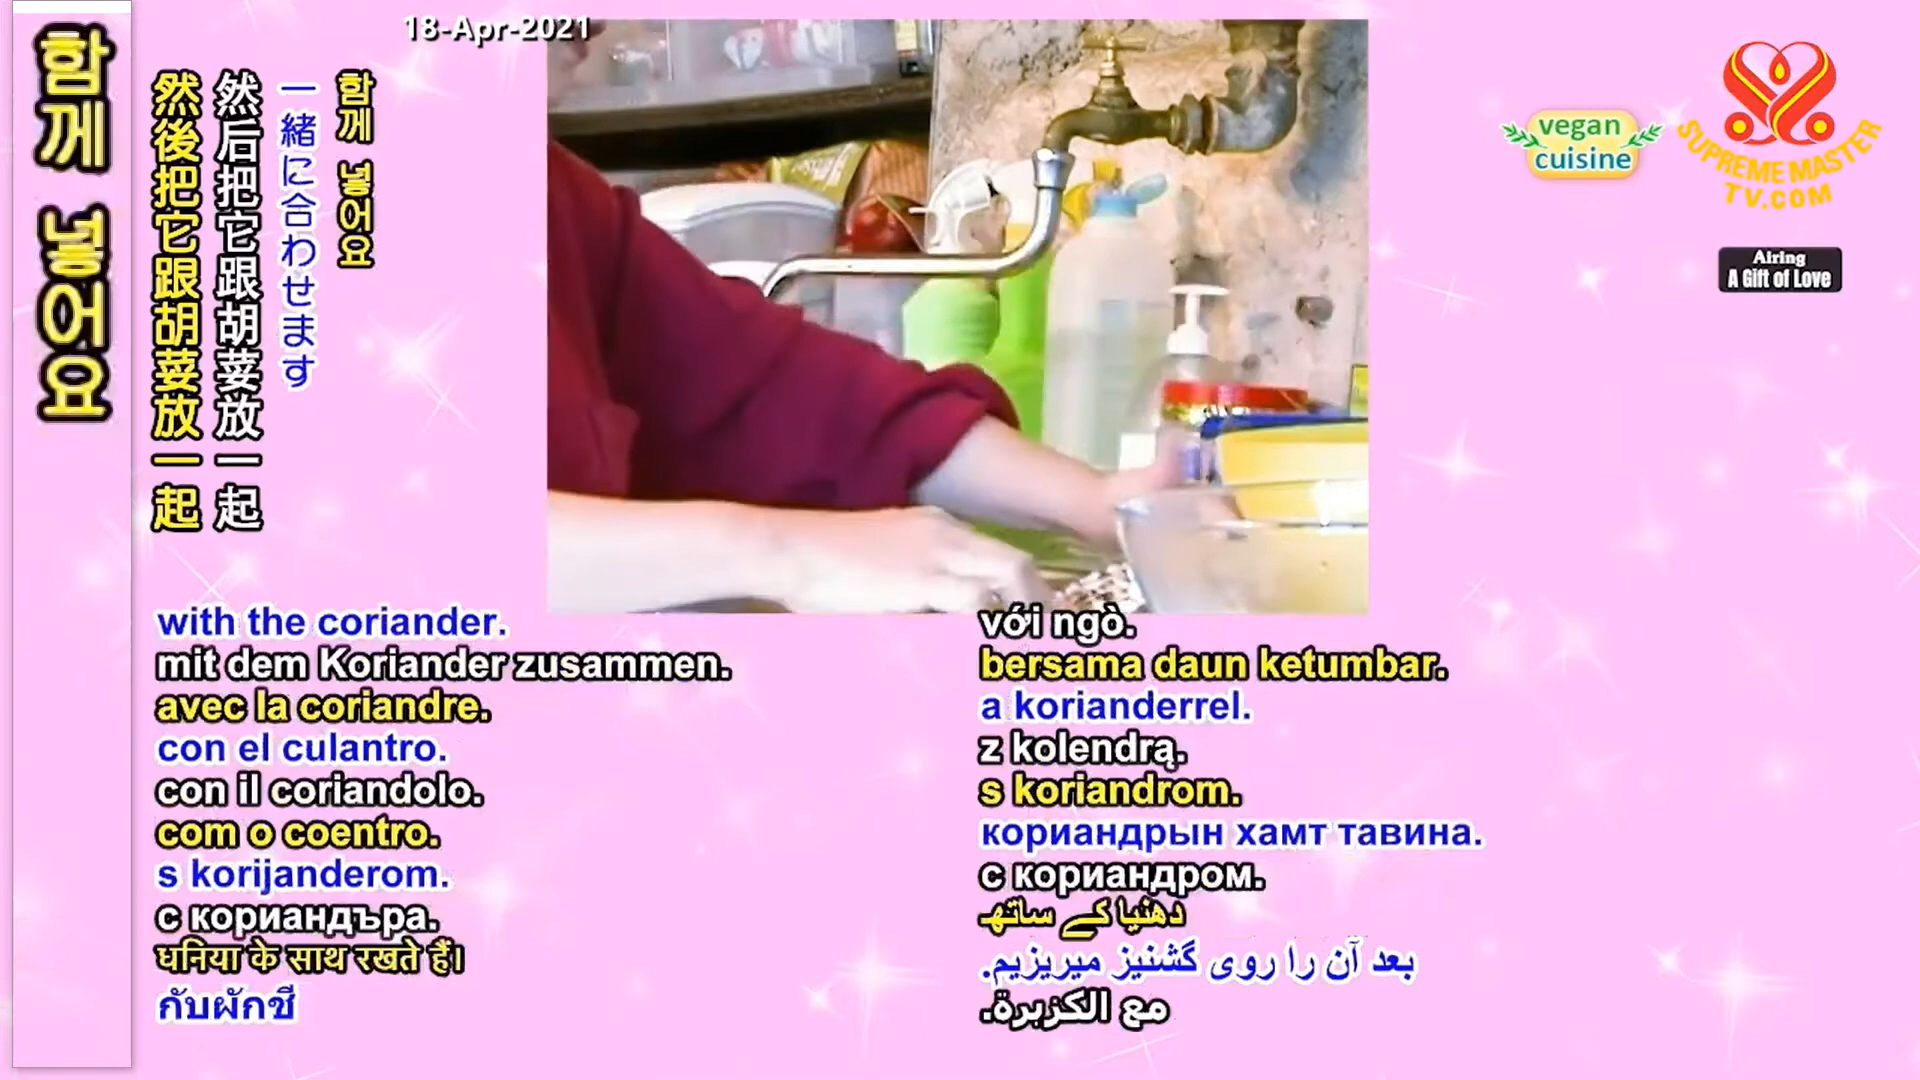 18-Apr-2021
함께 넣어요
함께 넣어요
一緒に合わせます
然后把它跟胡荽放一起
然後把它跟胡荽放一起
vegan
cuisine
SUPREME MASTER
TV.COM
Airing
A Gift of Love
with the coriander.
mit dem Koriander zusammen.
avec la coriandre.
con el culantro.
con il coriandolo.
com o coentro.
s korijanderom.
с кориандъра.
धनिया के साथ रखते हैं।
กับผักชี
với ngò.
bersama daun ketumbar.
a korianderrel.
z kolendrą.
s koriandrom.
кориандрын хамт тавина.
с кориандром.
دھنیا کے ساتھ
بعد آن را روی گشنیز میریزیم.
مع الكزبرة.